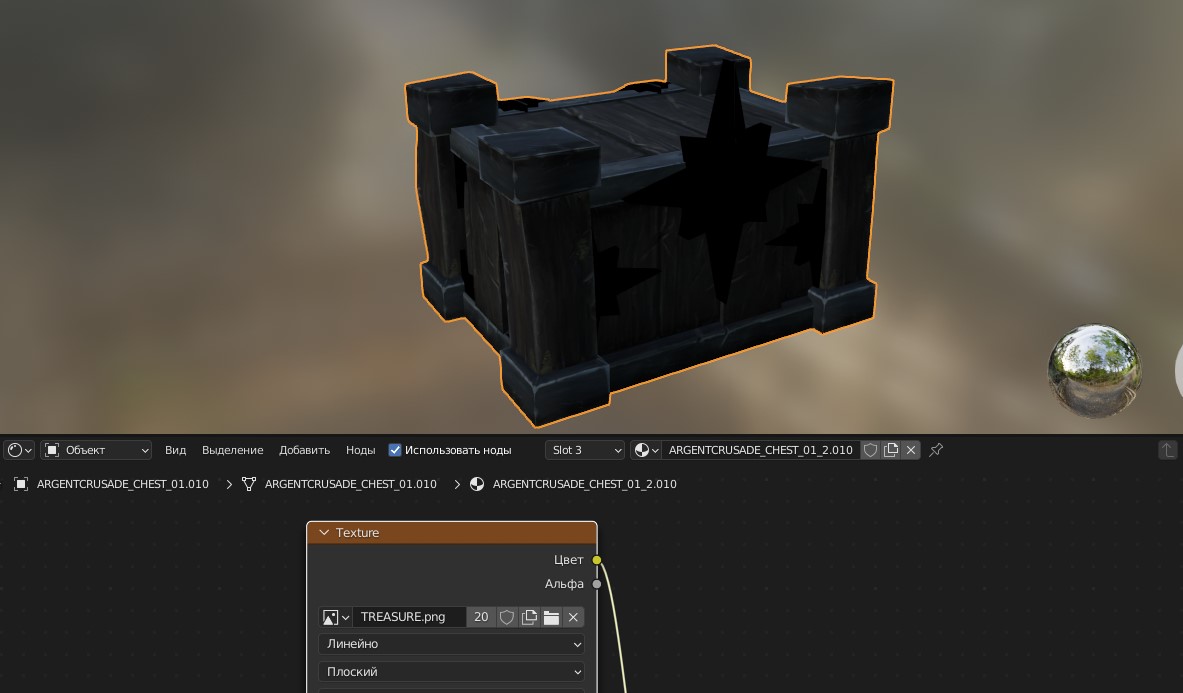 Объект Вид Выделение Добавить Ноды Использовать ноды Slot 3 ARGENTCRUSADE_CHEST_01_2.010
ARGENTCRUSADE_CHEST_01.010 ARGENTCRUSADE_CHEST_01.010 ARGENTCRUSADE_CHEST_01_2.010
Texture
Цвет
Альфа
TREASURE.png 20
Линейно
Плоский